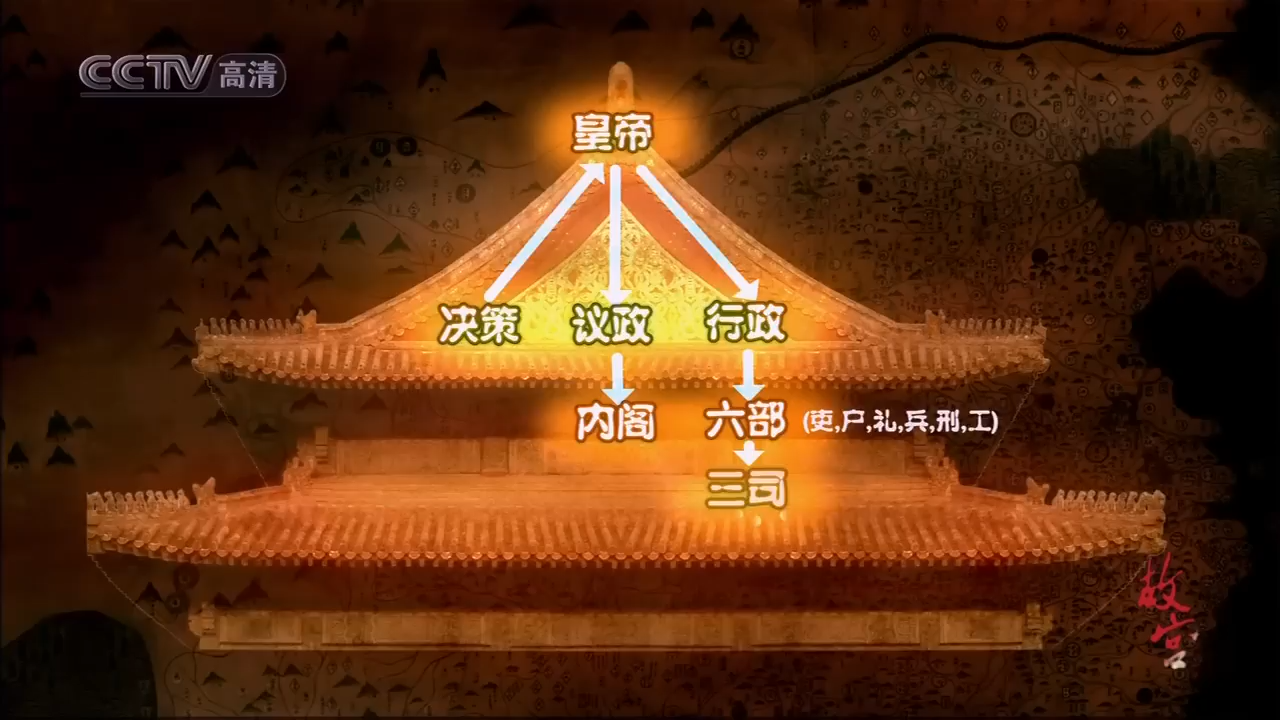 CCTV高清
皇帝
决策 议政 行政
内阁 六部 (吏,户,礼,兵,刑,工)
三司
故宫